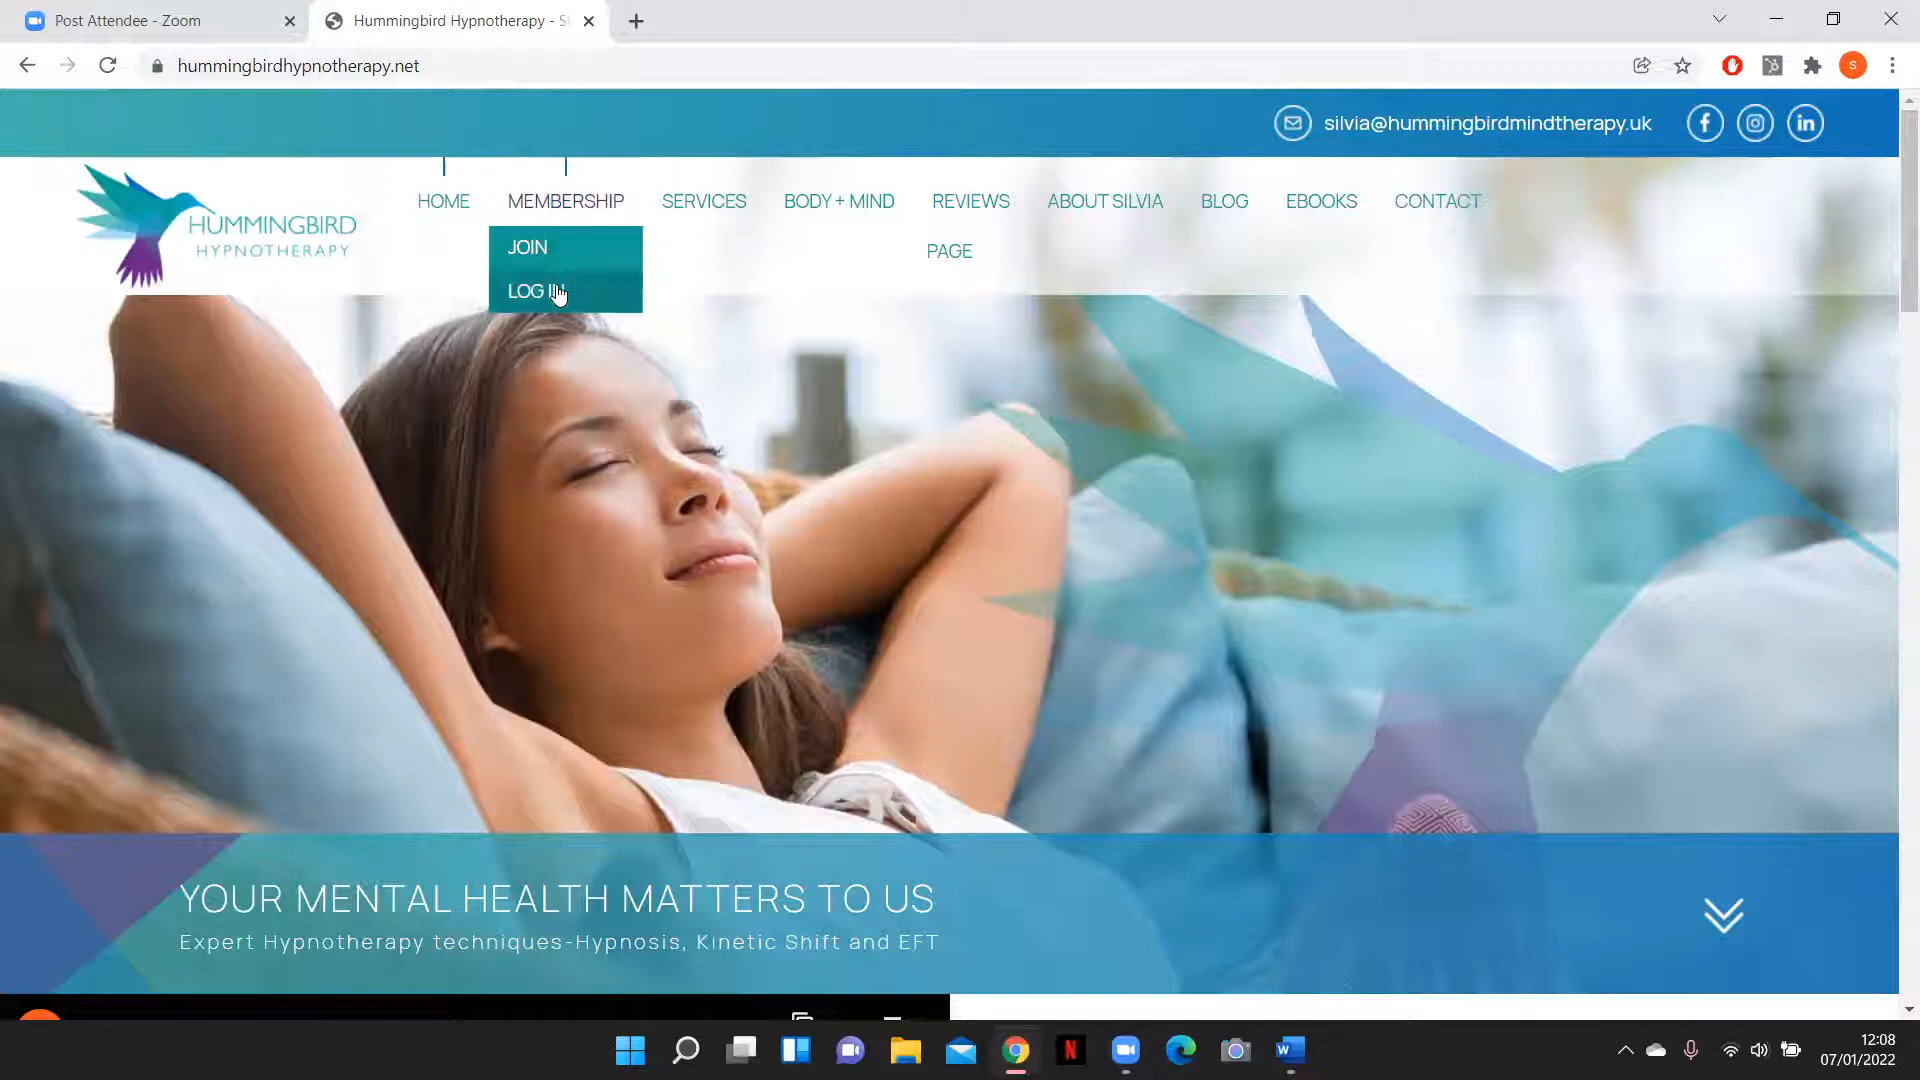 Post Attendee - Zoom
Hummingbird Hypnotherapy - S
hummingbirdhypnotherapy.net
S
silvia@hummingbirdmindtherapy.uk
HUMMINGBIRD
HYPNOTHERAPY
HOME MEMBERSHIP SERVICES BODY + MIND REVIEWS ABOUT SILVIA BLOG EBOOKS CONTACT
PAGE
JOIN
LOG IN
YOUR MENTAL HEALTH MATTERS TO US
Expert Hypnotherapy techniques-Hypnosis, Kinetic Shift and EFT
12:08
07/01/2022